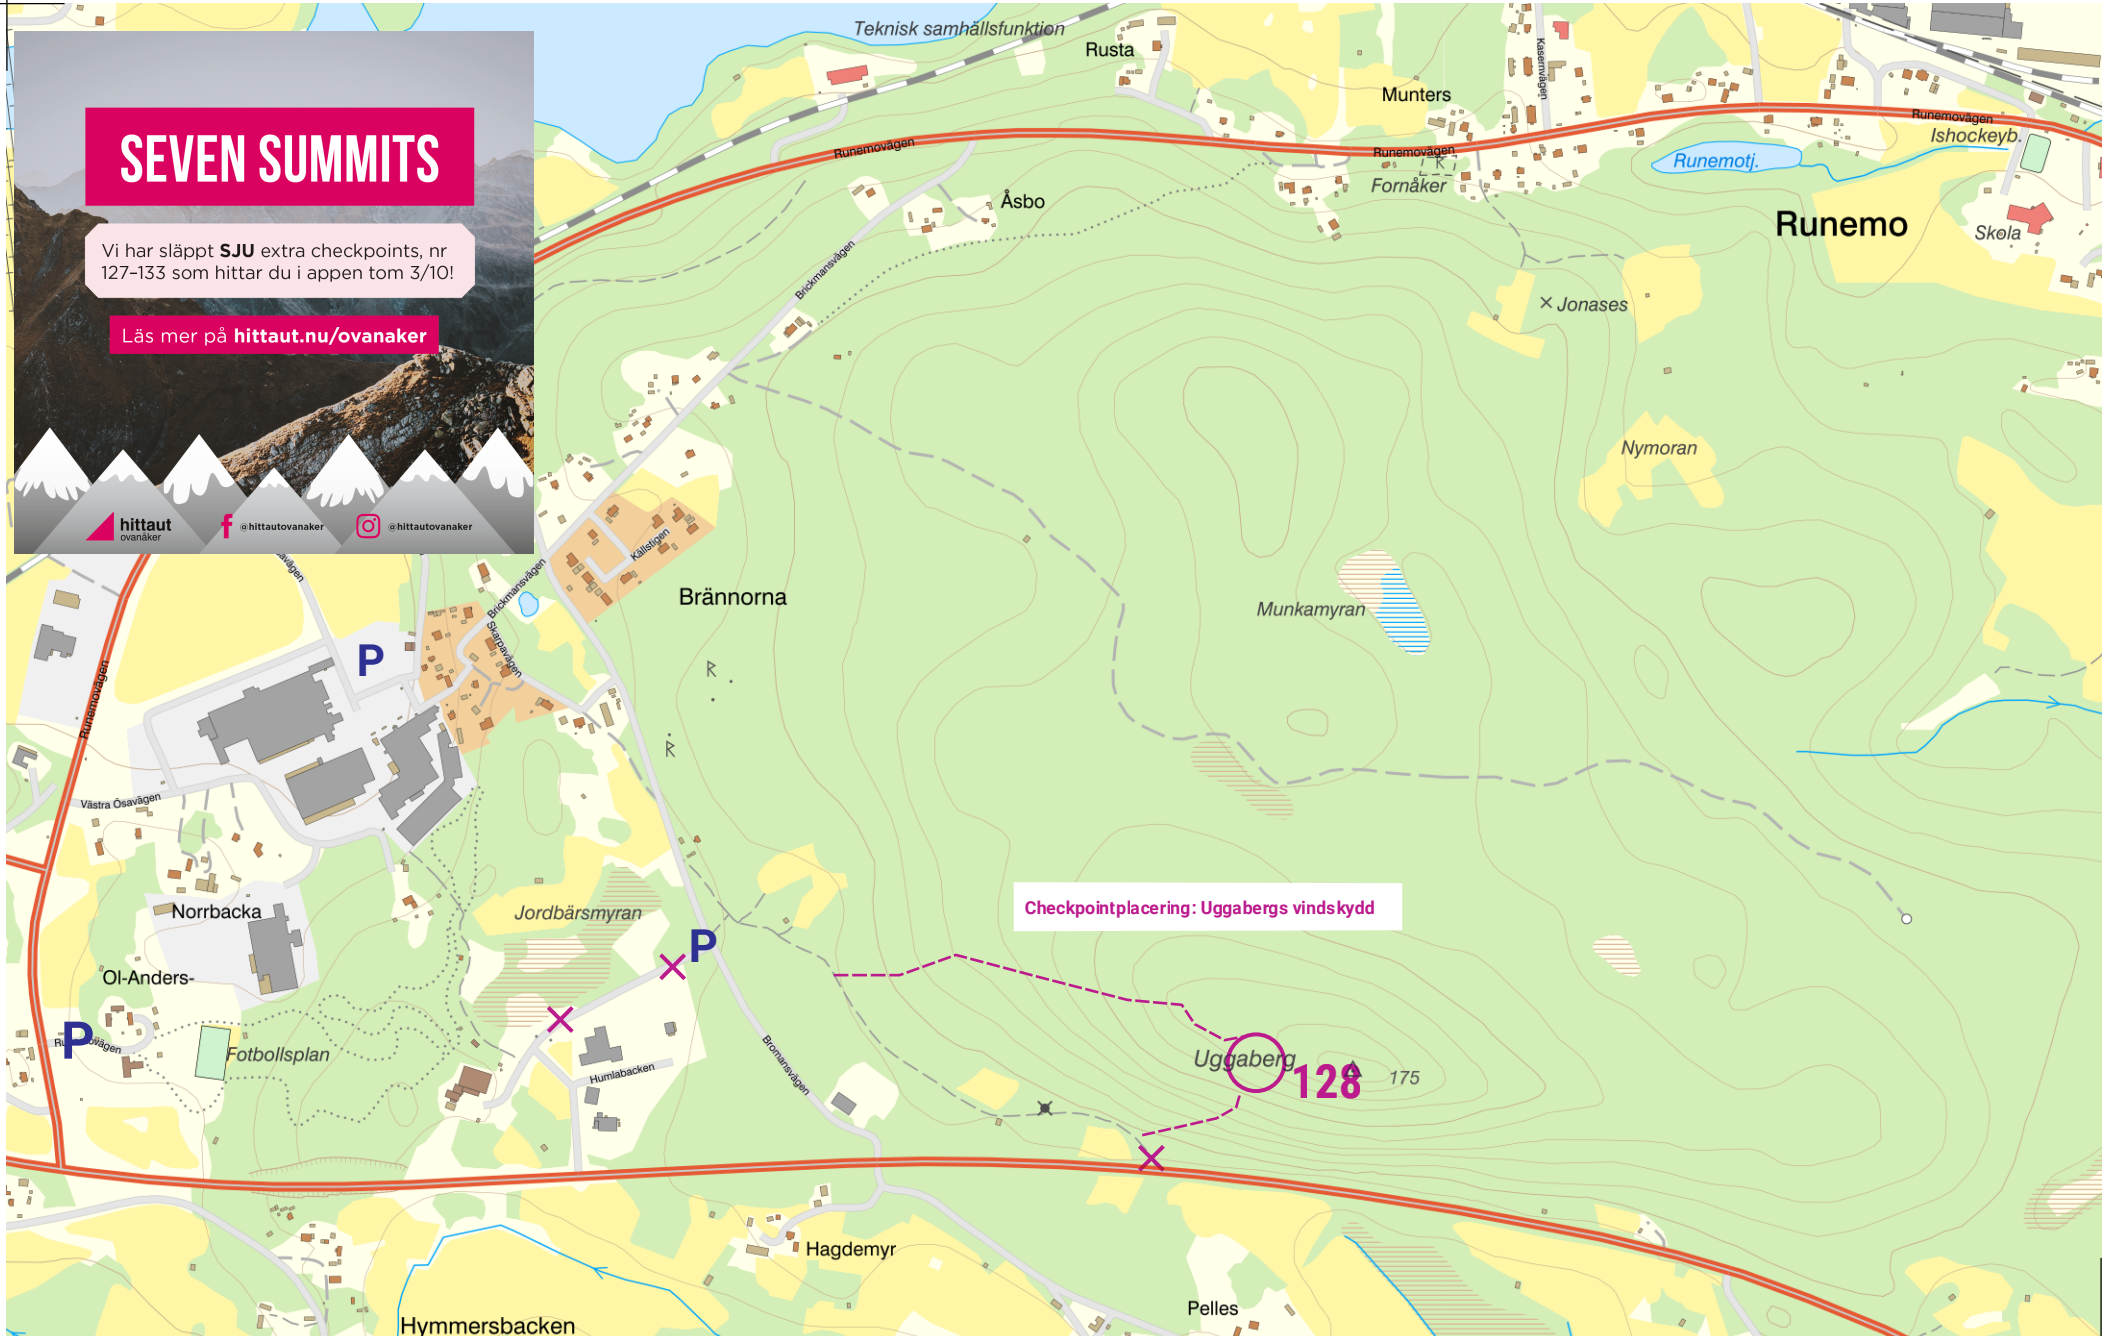 SEVEN SUMMITS
Vi har släppt SJU extra checkpoints, nr
127–133 som hittar du i appen tom 3/10!
Läs mer på hittaut.nu/ovanaker
hittaut
ovanåker
@hittautovanaker
@hittautovanaker
Teknisk samhällsfunktion
Rusta
Kasernvägen
Munters
Runemovägen
Runemovägen
Runemovägen
Ishockeyb.
Runemotj.
Fornåker
Åsbo
Runemo
Skola
Brickmansvägen
Jonases
Nymoran
Källstigen
Brännorna
Brickmansvägen
Skarpavägen
Munkamyran
P
Runemovägen
Västra Ösavägen
R
R
R
Norrbacka
Jordbärsmyran
Checkpointplacering: Uggabergs vindskydd
P
Ol-Anders-
P
Fotbollsplan
Humlabacken
Bromansvägen
Uggaberg
128
175
Hagdemyr
Pelles
Hymmersbacken